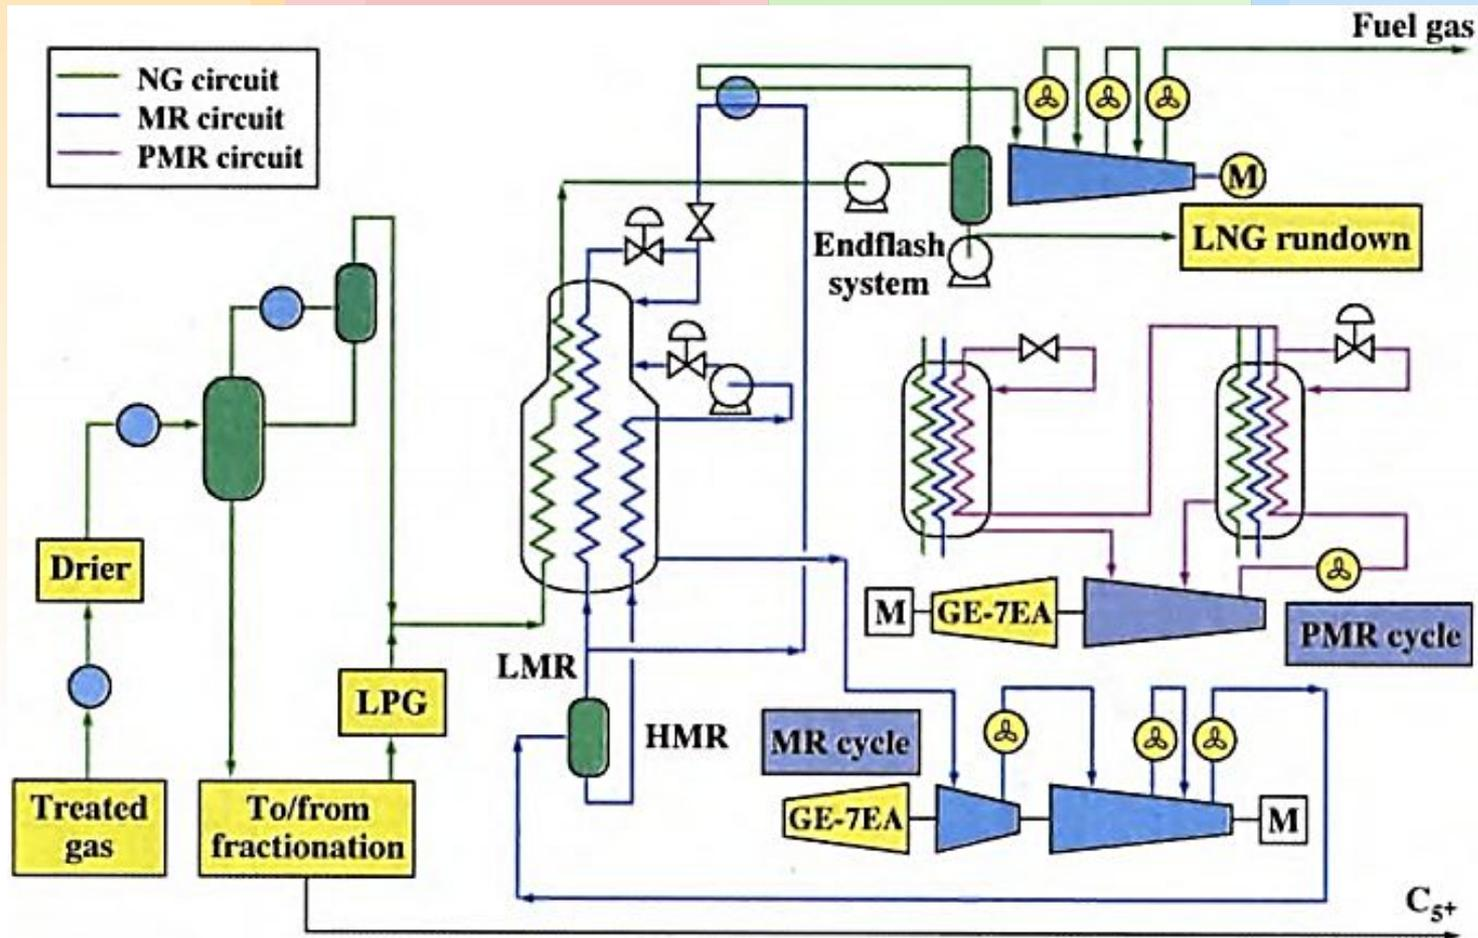 Fuel gas
NG circuit
MR circuit
PMR circuit
M
LNG rundown
Endflash
system
Drier
LPG
Treated
gas
To/from
fractionation
LMR
HMR
M
GE-7EA
PMR cycle
MR cycle
GE-7EA
M
C₅₊